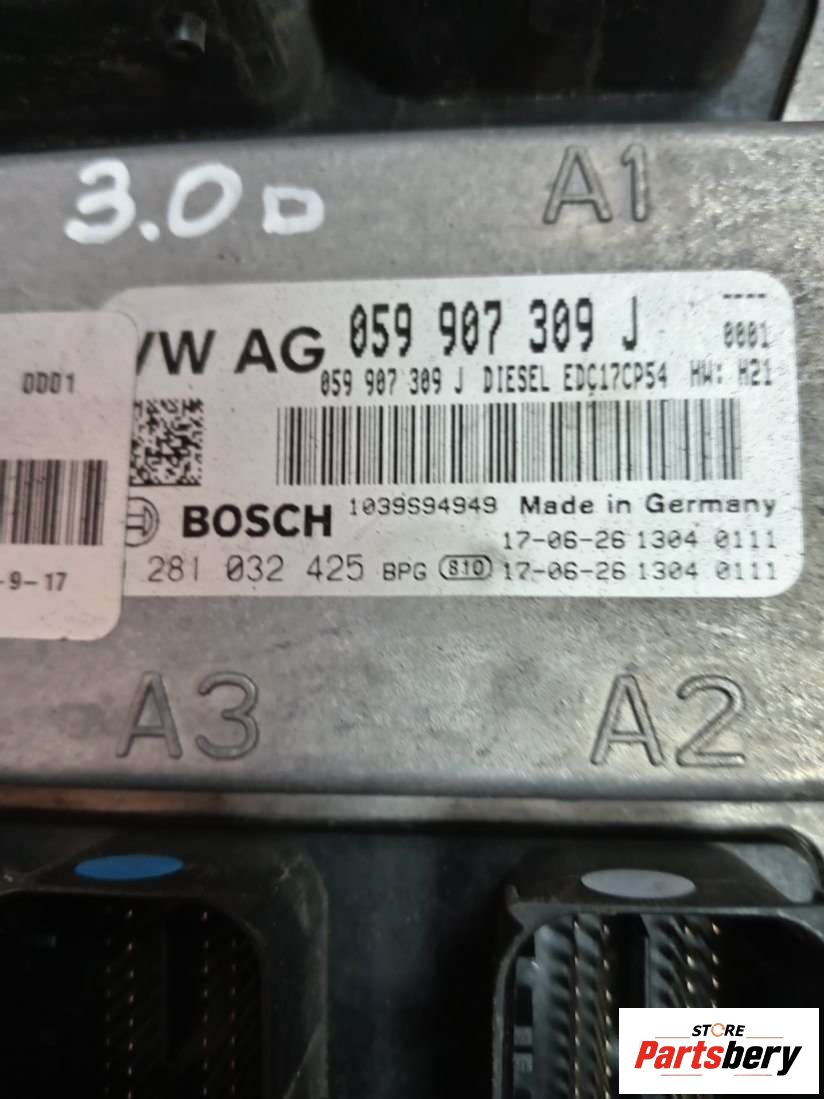 3.0D
A1
VW AG 059 907 309 J
----
0001
059 907 309 J DIESEL EDC17CP54 HW: H21
0001
BOSCH
1039S94949 Made in Germany
17-06-26 1304 0111
281 032 425 BPG 810 17-06-26 1304 0111
-9-17
A3
A2
STORE
Partsbery